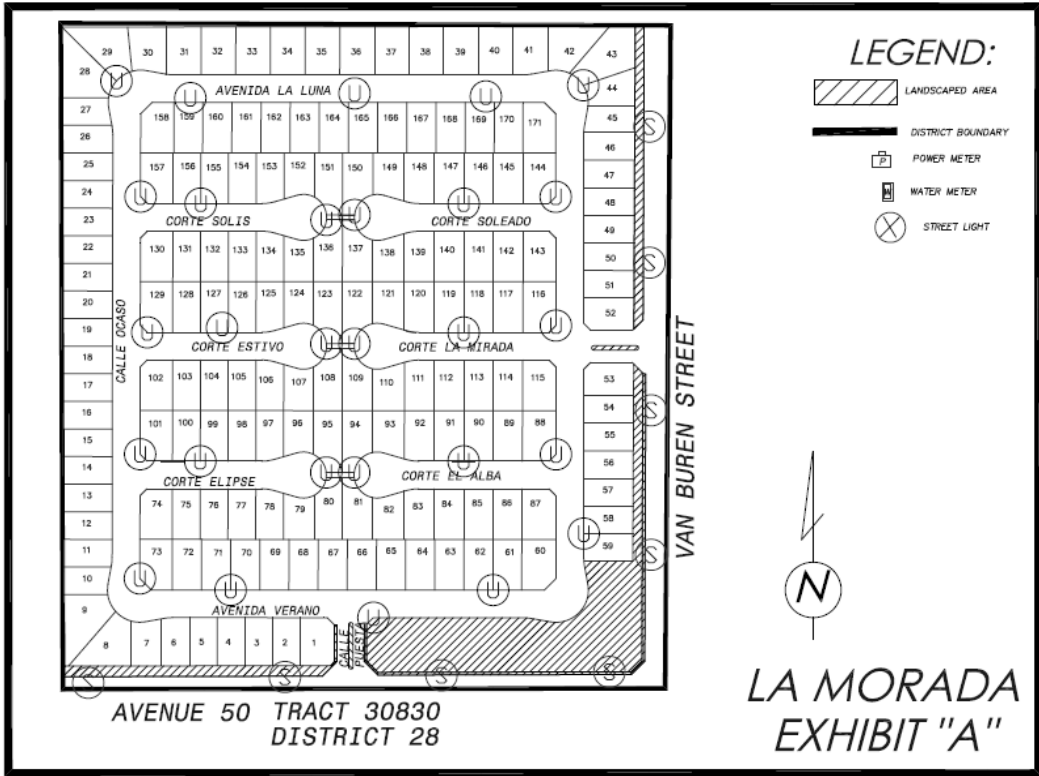 LEGEND:
LANDSCAPED AREA
DISTRICT BOUNDARY
P POWER METER
WATER METER
X STREET LIGHT
29 30 31 32 33 34 35 36 37 38 39 40 41 42 43
28 U U 44
AVENIDA LA LUNA
U U U
27 158 159 160 161 162 163 164 165 166 167 168 169 170 171 45 S
26 46
25 157 156 155 154 153 152 151 150 149 148 147 146 145 144 47
24 U U U U 48
23 CORTE SOLIS U U CORTE SOLEADO 49
22 130 131 132 133 134 135 136 137 138 139 140 141 142 143 50 S
21 51
20 129 128 127 126 125 124 123 122 121 120 119 118 117 116 52
19 U U U U
CALLE OCASO
18 CORTE ESTIVO U U CORTE LA MIRADA
VAN BUREN STREET
17 102 103 104 105 106 107 108 109 110 111 112 113 114 115 53
16 54 S
15 101 100 99 98 97 96 95 94 93 92 91 90 89 88 55
14 U U U U 56
CORTE ELIPSE U U CORTE EL ALBA
13 74 75 76 77 78 79 80 81 82 83 84 85 86 87 57
12 58 U
11 73 72 71 70 69 68 67 66 65 64 63 62 61 60 59 S
10 U U U
9 AVENIDA VERANO U
8 7 6 5 4 3 2 1 CALLE PUESTA
S S S S
N
AVENUE 50 TRACT 30830
DISTRICT 28
LA MORADA
EXHIBIT "A"